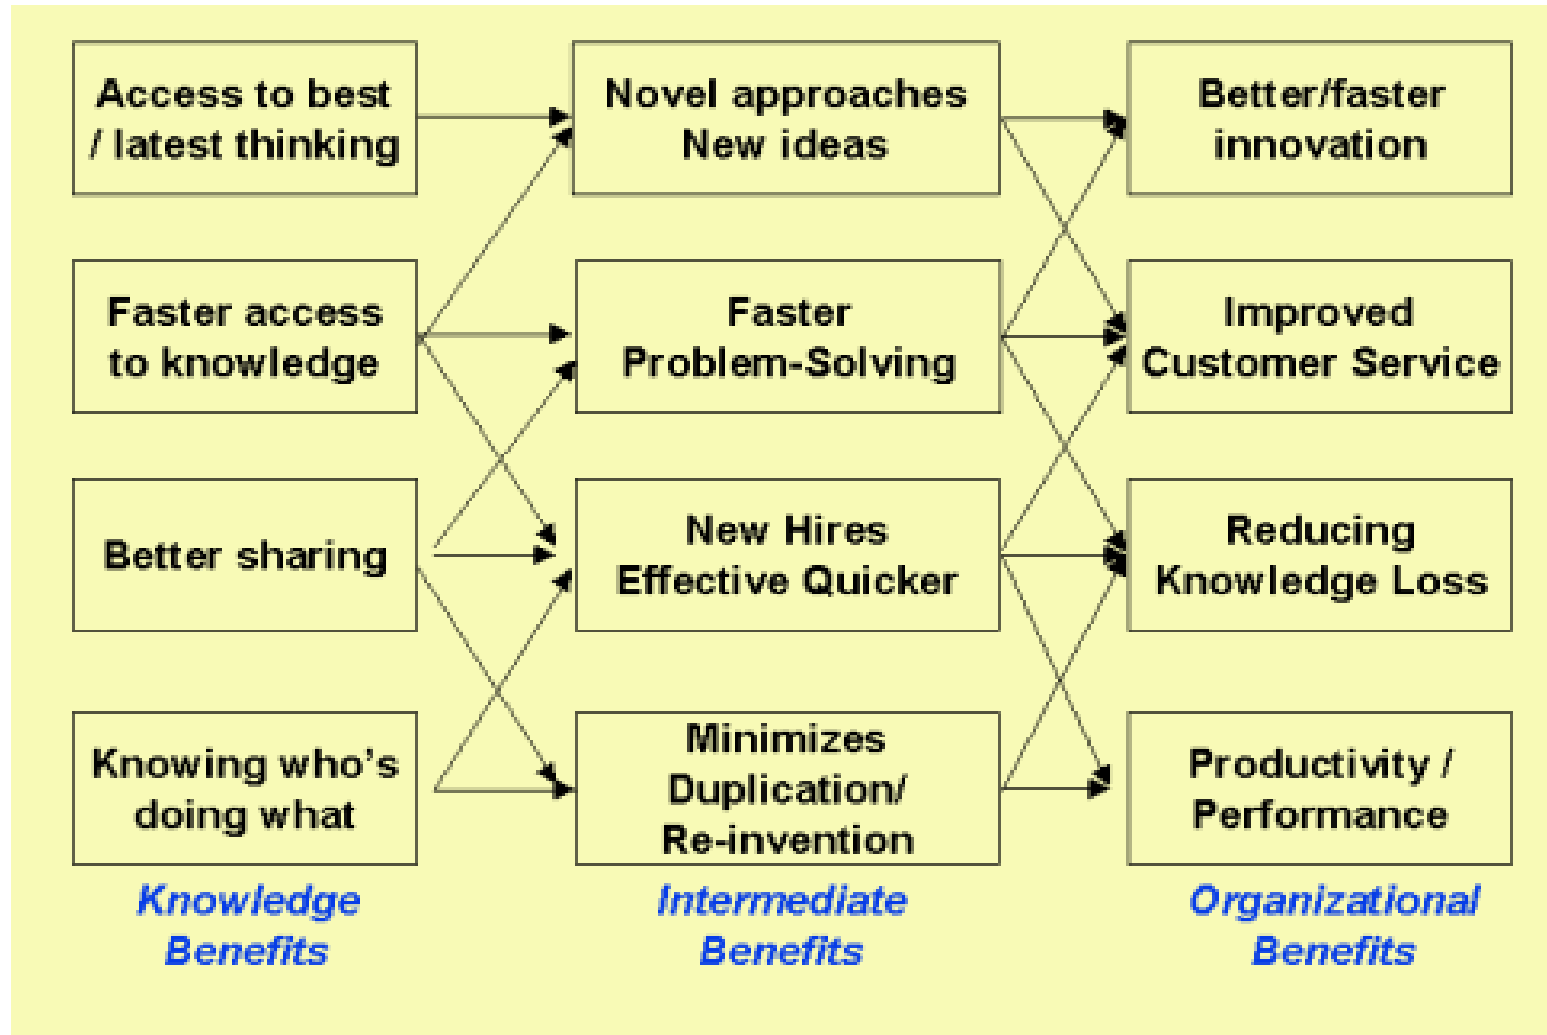 Access to best
/ latest thinking
Novel approaches
New ideas
Better/faster
innovation
Faster access
to knowledge
Faster
Problem-Solving
Improved
Customer Service
Better sharing
New Hires
Effective Quicker
Reducing
Knowledge Loss
Knowing who's
doing what
Minimizes
Duplication/
Re-invention
Productivity /
Performance
Knowledge
Benefits
Intermediate
Benefits
Organizational
Benefits